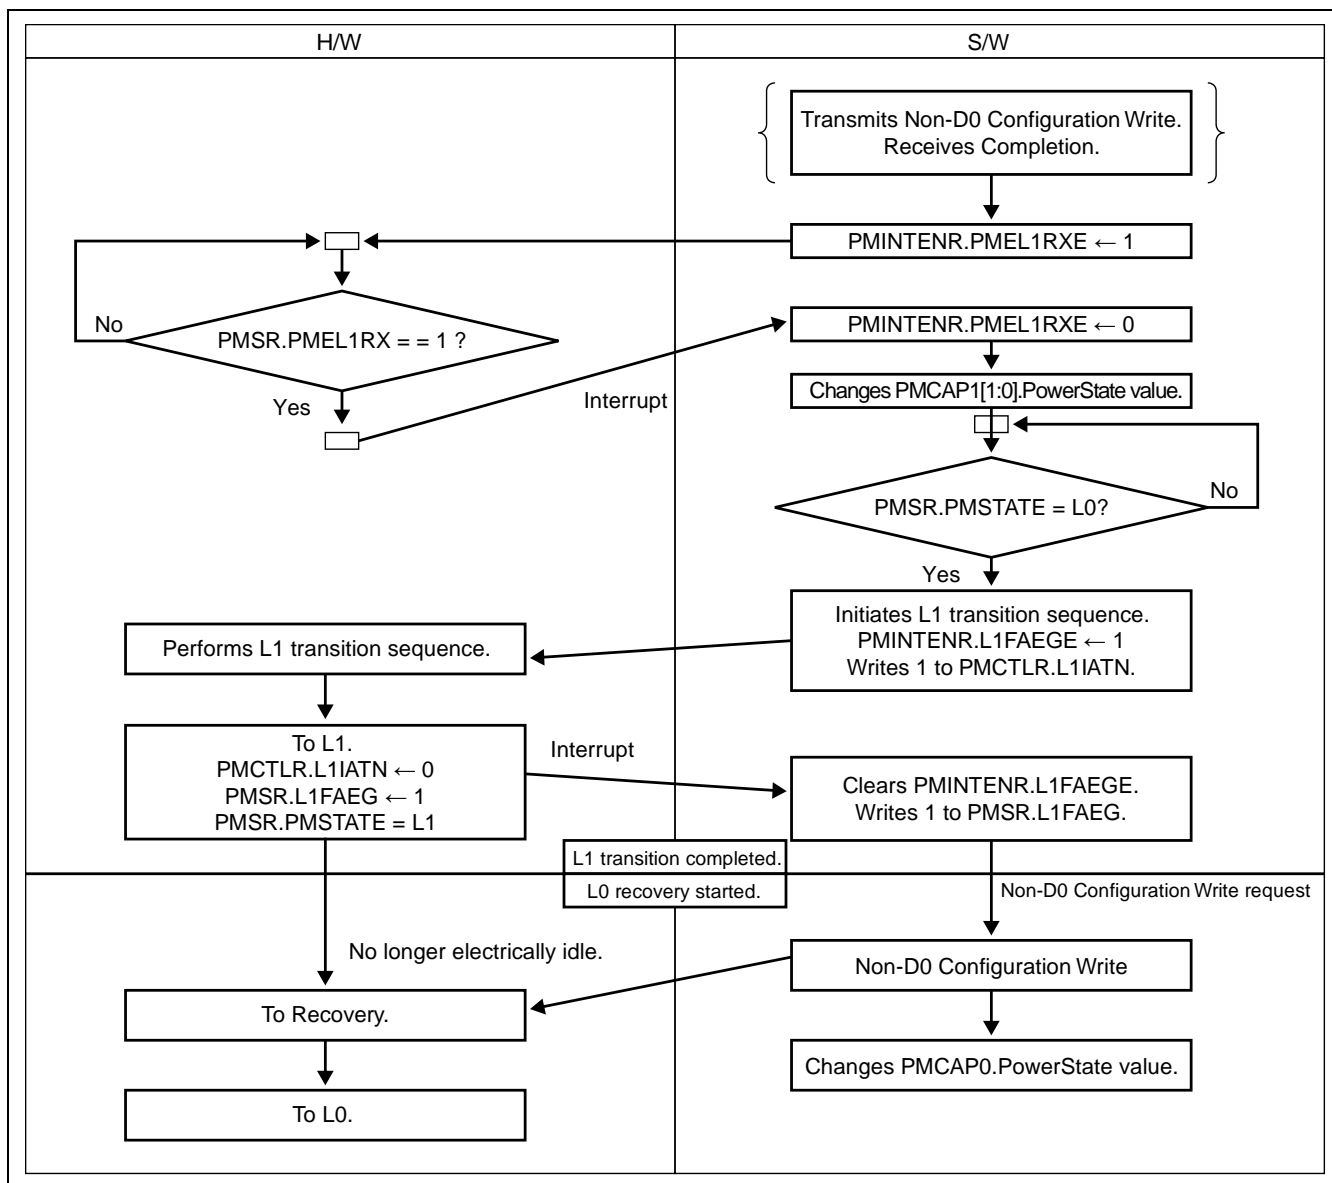 H/W
S/W
Transmits Non-D0 Configuration Write.
Receives Completion.
PMINTENR.PMEL1RXE ← 1
No
PMSR.PMEL1RX = = 1 ?
PMINTENR.PMEL1RXE ← 0
Yes
Interrupt
Changes PMCAP1[1:0].PowerState value.
PMSR.PMSTATE = L0?
No
Yes
Initiates L1 transition sequence.
PMINTENR.L1FAEGE ← 1
Writes 1 to PMCTLR.L1IATN.
Performs L1 transition sequence.
To L1.
PMCTLR.L1IATN ← 0
PMSR.L1FAEG ← 1
PMSR.PMSTATE = L1
Interrupt
Clears PMINTENR.L1FAEGE.
Writes 1 to PMSR.L1FAEG.
L1 transition completed.
L0 recovery started.
Non-D0 Configuration Write request
No longer electrically idle.
Non-D0 Configuration Write
To Recovery.
Changes PMCAP0.PowerState value.
To L0.